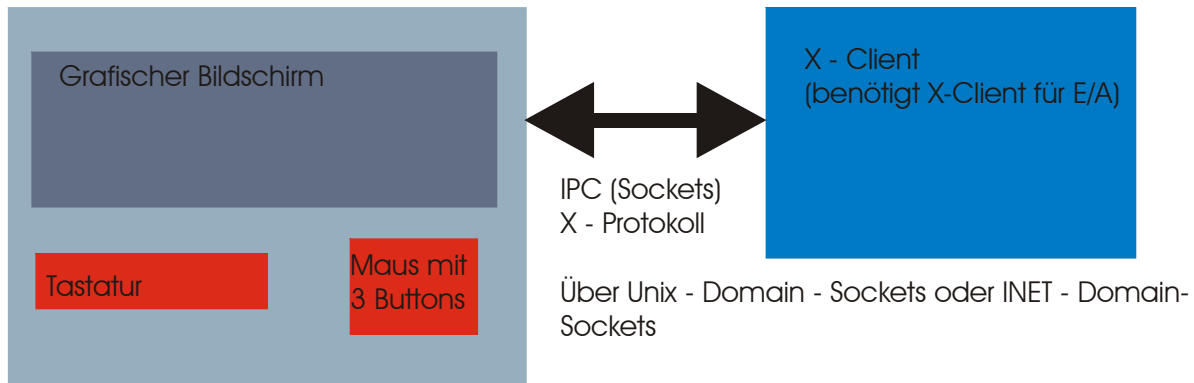 Grafischer Bildschirm
Tastatur
Maus mit
3 Buttons
IPC (Sockets)
X - Protokoll
Über Unix - Domain - Sockets oder INET - Domain-
Sockets
X - Client
(benötigt X-Client für E/A)